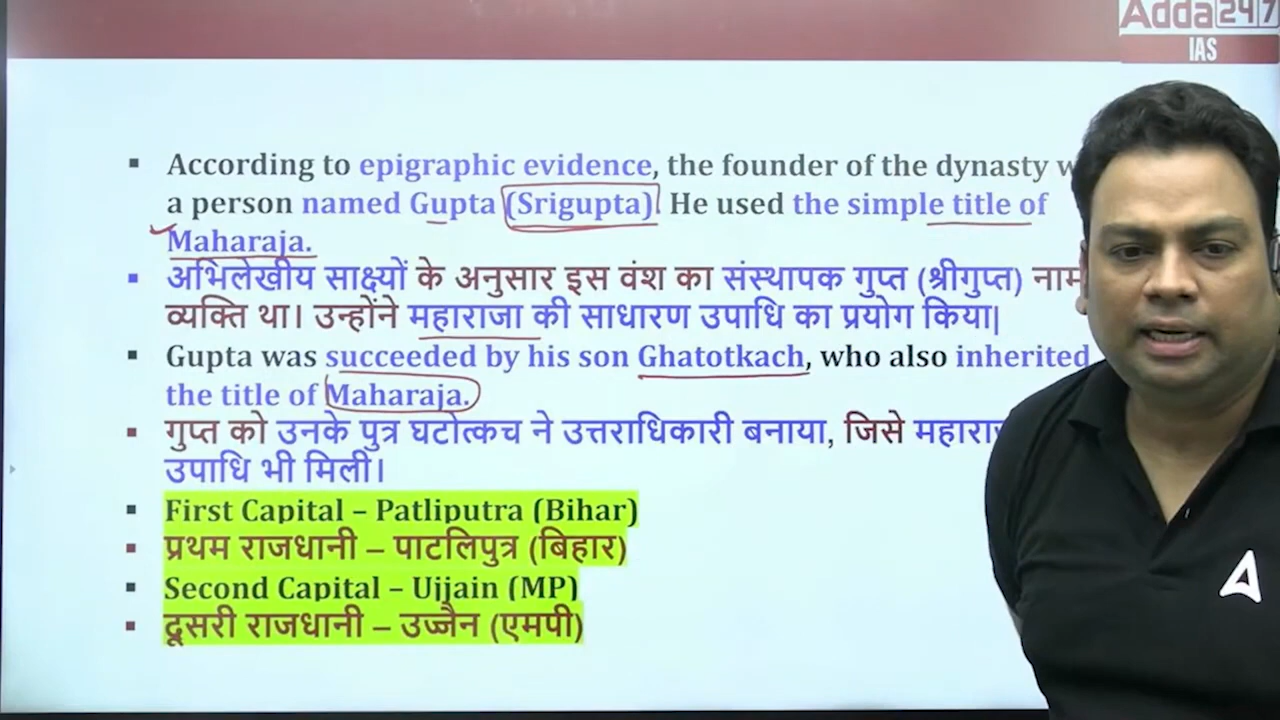 Adda 247
IAS
▪ According to epigraphic evidence, the founder of the dynasty
a person named Gupta (Srigupta). He used the simple title of
Maharaja.
▪ अभिलेखीय साक्ष्यों के अनुसार इस वंश का संस्थापक गुप्त (श्रीगुप्त) नाम
व्यक्ति था। उन्होंने महाराजा की साधारण उपाधि का प्रयोग किया|
▪ Gupta was succeeded by his son Ghatotkach, who also inherited
the title of Maharaja.
▪ गुप्त को उनके पुत्र घटोत्कच ने उत्तराधिकारी बनाया, जिसे
उपाधि भी मिली।
▪ First Capital – Patliputra (Bihar)
▪ प्रथम राजधानी – पाटलिपुत्र (बिहार)
▪ Second Capital – Ujjain (MP)
▪ दूसरी राजधानी – उज्जैन (एमपी)